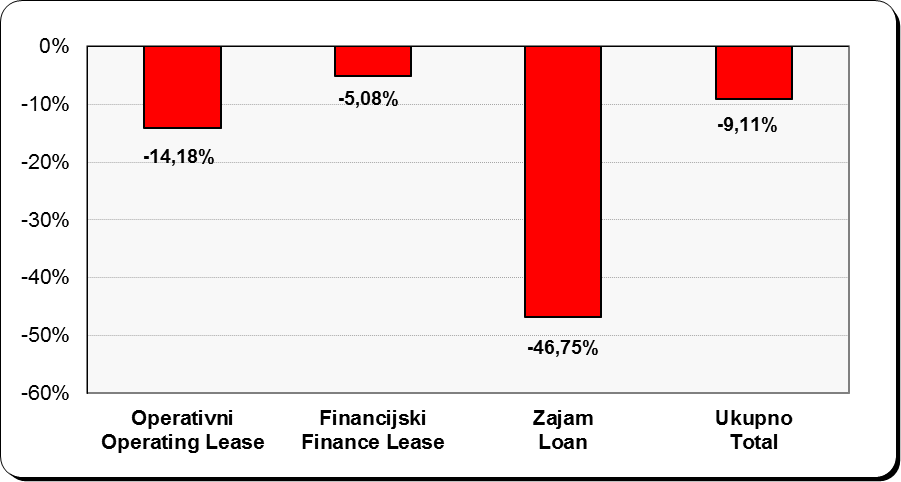 0%
-10%
-20%
-30%
-40%
-50%
-60%
-14,18%
-5,08%
-46,75%
-9,11%
Operativni
Operating Lease
Financijski
Finance Lease
Zajam
Loan
Ukupno
Total